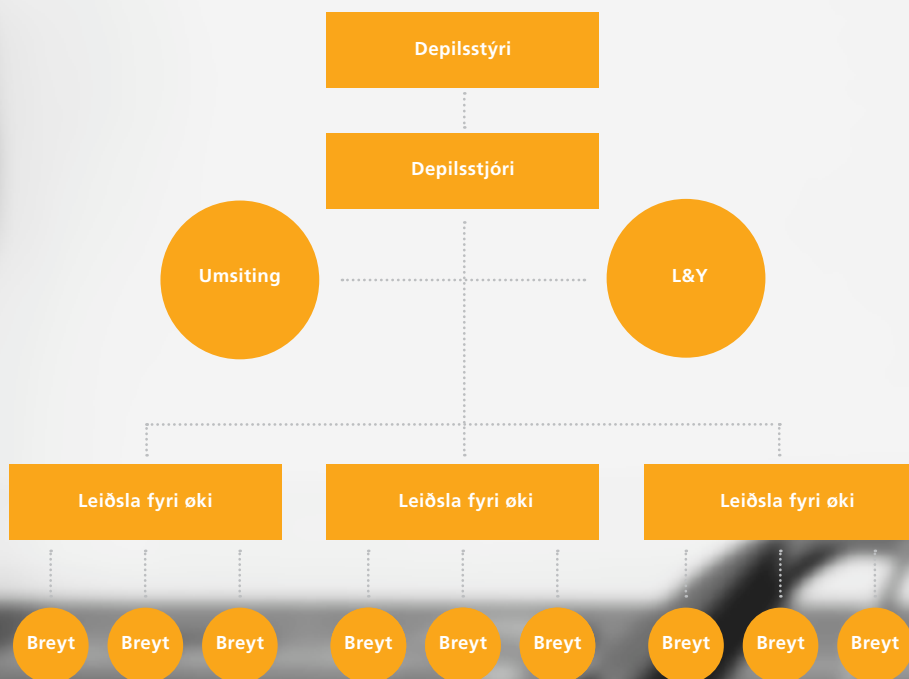 Depilsstýri
Depilsstjóri
Umsiting
L&Y
Leiðsla fyri øki
Leiðsla fyri øki
Leiðsla fyri øki
Breyt
Breyt
Breyt
Breyt
Breyt
Breyt
Breyt
Breyt
Breyt